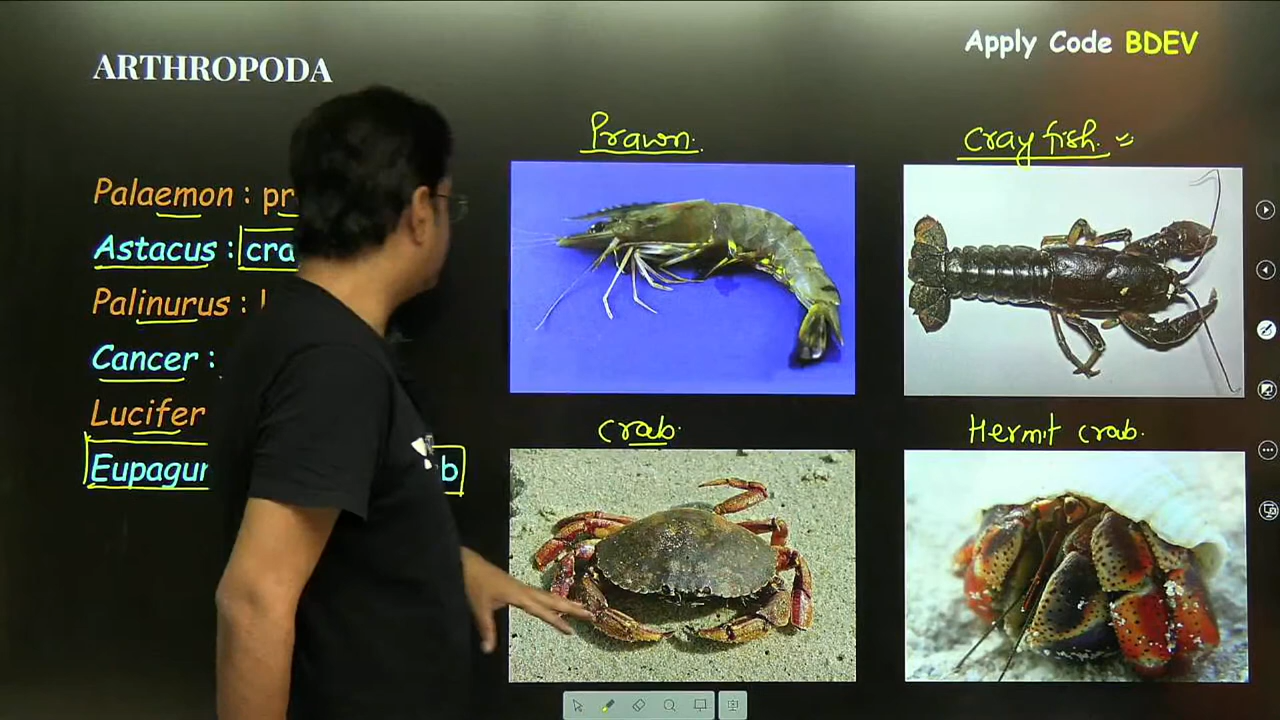 Apply Code BDEV
ARTHROPODA
Prawn
Cray fish
Palaemon : pr
Astacus : cra
Palinurus :
Cancer :
Lucifer
Eupagur b
Crab
Hermit crab.